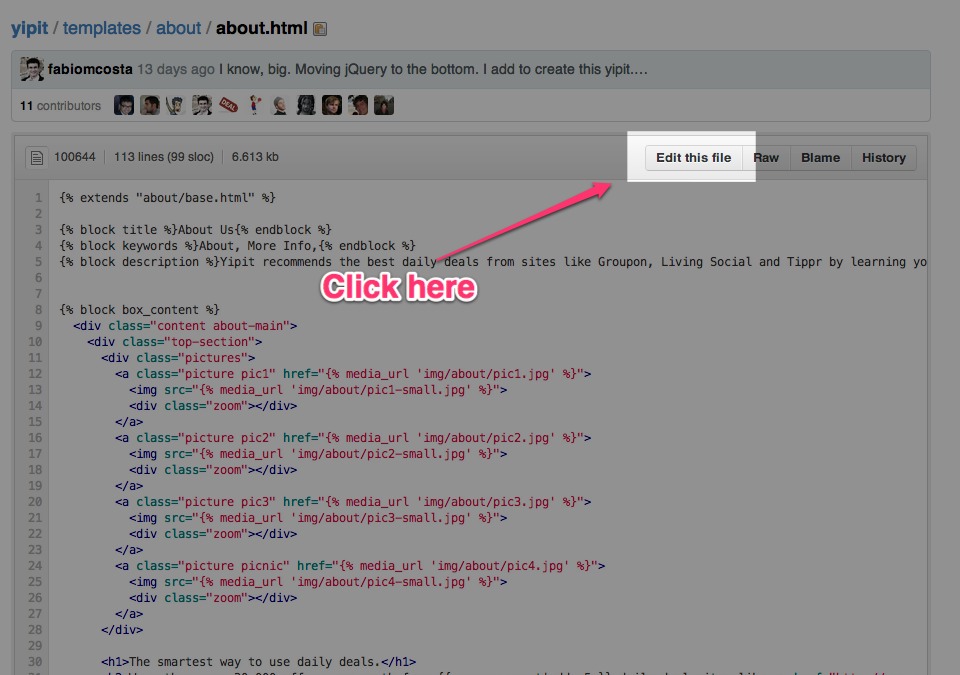 yipit / templates / about / about.html
fabiomcosta 13 days ago I know, big. Moving jQuery to the bottom. I add to create this yipit….
11 contributors
DEAL
100644 113 lines (99 sloc) 6.613 kb Edit this file Raw Blame History
1 {% extends "about/base.html" %}
2
3 {% block title %}About Us{% endblock %}
4 {% block keywords %}About, More Info,{% endblock %}
5 {% block description %}Yipit recommends the best daily deals from sites like Groupon, Living Social and Tippr by learning yo
6
Click here
7
8 {% block box_content %}
9 <div class="content about-main">
10 <div class="top-section">
11 <div class="pictures">
12 <a class="picture pic1" href="{% media_url 'img/about/pic1.jpg' %}">
13 <img src="{% media_url 'img/about/pic1-small.jpg' %}">
14 <div class="zoom"></div>
15 </a>
16 <a class="picture pic2" href="{% media_url 'img/about/pic2.jpg' %}">
17 <img src="{% media_url 'img/about/pic2-small.jpg' %}">
18 <div class="zoom"></div>
19 </a>
20 <a class="picture pic3" href="{% media_url 'img/about/pic3.jpg' %}">
21 <img src="{% media_url 'img/about/pic3-small.jpg' %}">
22 <div class="zoom"></div>
23 </a>
24 <a class="picture picnic" href="{% media_url 'img/about/pic4.jpg' %}">
25 <img src="{% media_url 'img/about/pic4-small.jpg' %}">
26 <div class="zoom"></div>
27 </a>
28 </div>
29
30 <h1>The smartest way to use daily deals.</h1>